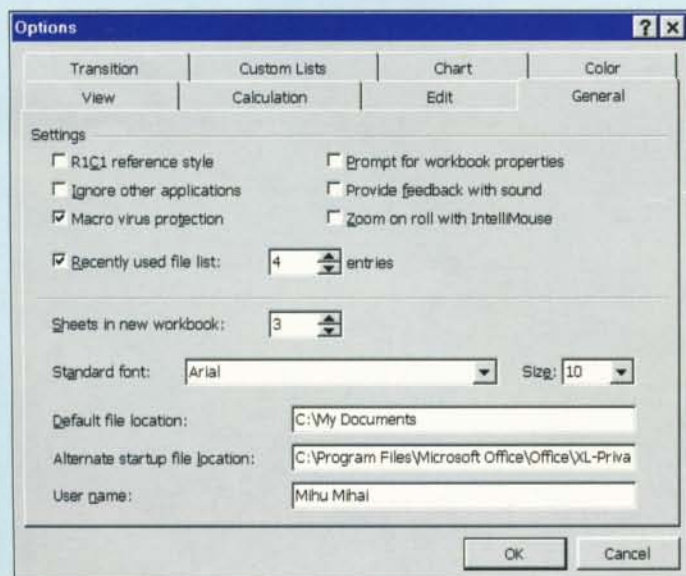 Options
Transition Custom Lists Chart Color
View Calculation Edit General
Settings
R1C1 reference style
Prompt for workbook properties
Ignore other applications
Provide feedback with sound
Macro virus protection
Zoom on roll with IntelliMouse
Recently used file list: 4 entries
Sheets in new workbook: 3
Standard font: Arial Size: 10
Default file location: C:\My Documents
Alternate startup file location: C:\Program Files\Microsoft Office\Office\XL-Priva
User name: Mihu Mihai
OK Cancel